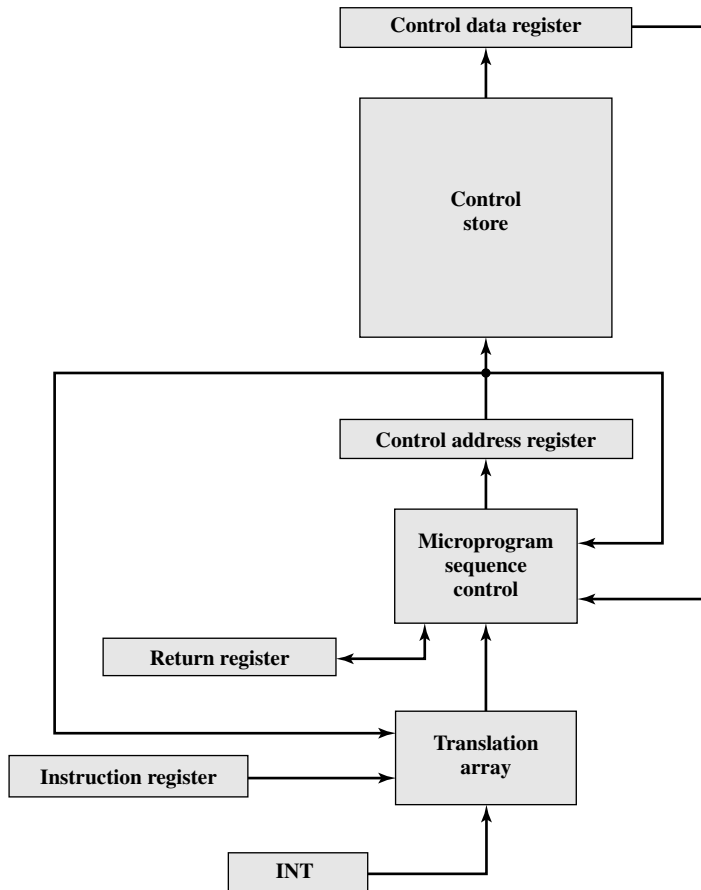 Control data register
Control
store
Control address register
Microprogram
sequence
control
Return register
Translation
array
Instruction register
INT